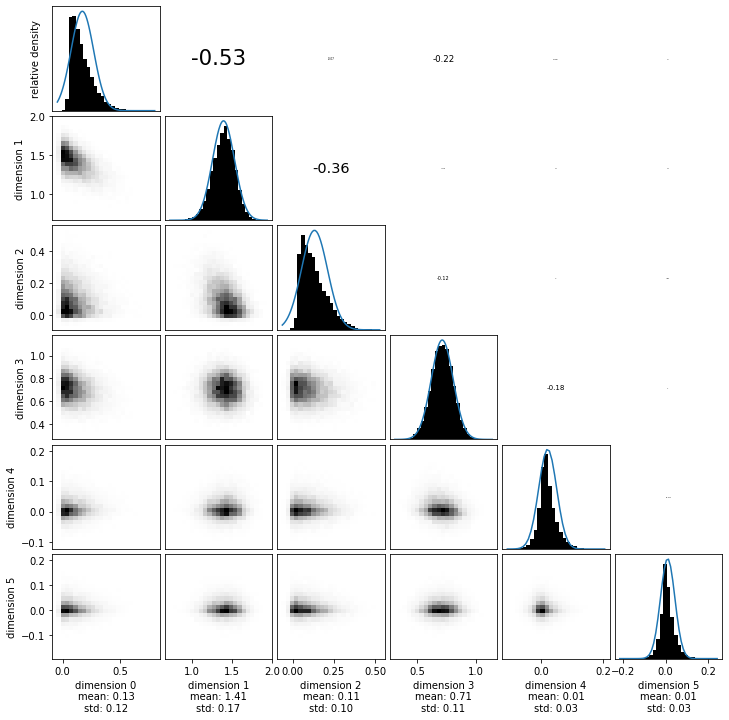 relative density
-0.53
-0.22
2.0
1.5
1.0
dimension 1
-0.36
0.4
0.2
0.0
dimension 2
-0.12
1.0
0.8
0.6
0.4
dimension 3
-0.18
0.2
0.1
0.0
−0.1
dimension 4
0.2
0.1
0.0
−0.1
dimension 5
0.0 0.5
1.0 1.5 2.0
0.00 0.25 0.50
0.5 1.0
0.0 0.2
−0.2 0.0 0.2
dimension 0
mean: 0.13
std: 0.12
dimension 1
mean: 1.41
std: 0.17
dimension 2
mean: 0.11
std: 0.10
dimension 3
mean: 0.71
std: 0.11
dimension 4
mean: 0.01
std: 0.03
dimension 5
mean: 0.01
std: 0.03